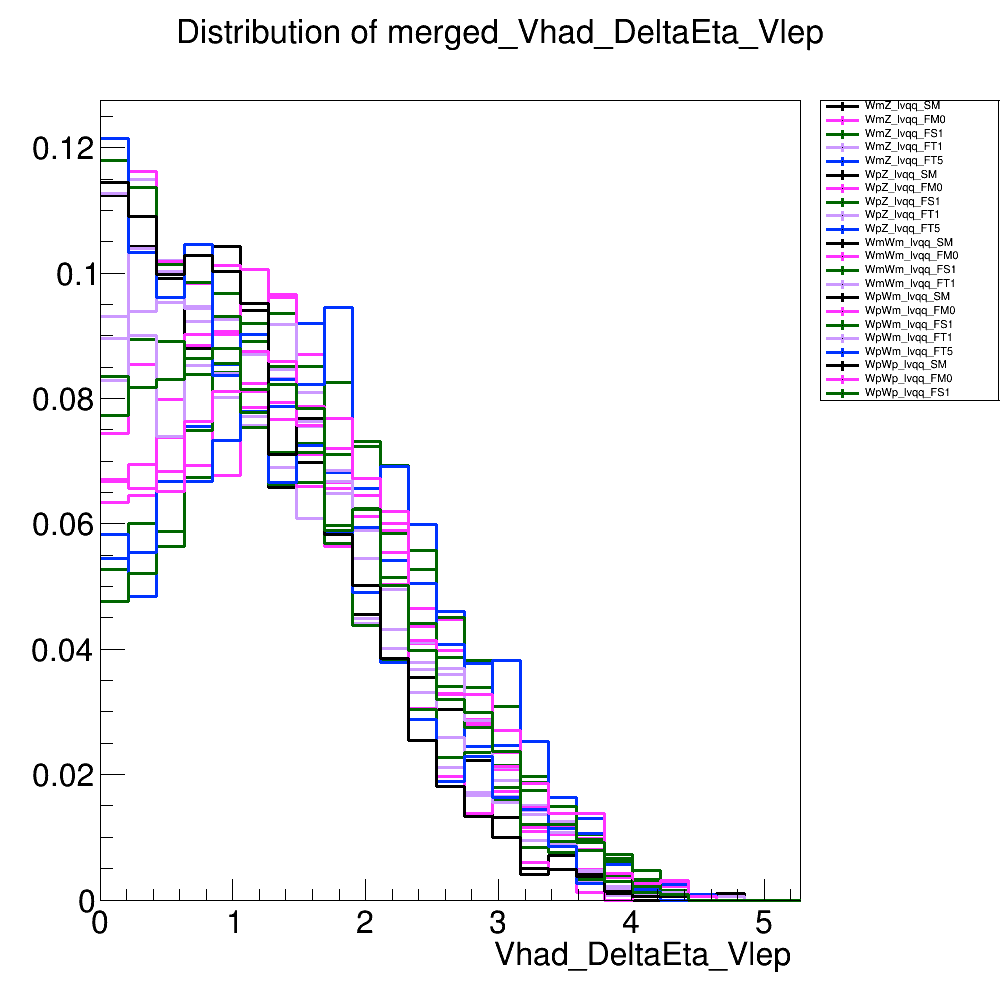 Distribution of merged_Vhad_DeltaEta_Vlep
WmZ_lvqq_SM
WmZ_lvqq_FM0
WmZ_lvqq_FS1
WmZ_lvqq_FT1
WmZ_lvqq_FT5
WpZ_lvqq_SM
WpZ_lvqq_FM0
WpZ_lvqq_FS1
WpZ_lvqq_FT1
WpZ_lvqq_FT5
WmWm_lvqq_SM
WmWm_lvqq_FM0
WmWm_lvqq_FS1
WmWm_lvqq_FT1
WpWm_lvqq_SM
WpWm_lvqq_FM0
WpWm_lvqq_FS1
WpWm_lvqq_FT1
WpWm_lvqq_FT5
WpWp_lvqq_SM
WpWp_lvqq_FM0
WpWp_lvqq_FS1
0.12
0.1
0.08
0.06
0.04
0.02
0
0 1 2 3 4 5
Vhad_DeltaEta_Vlep